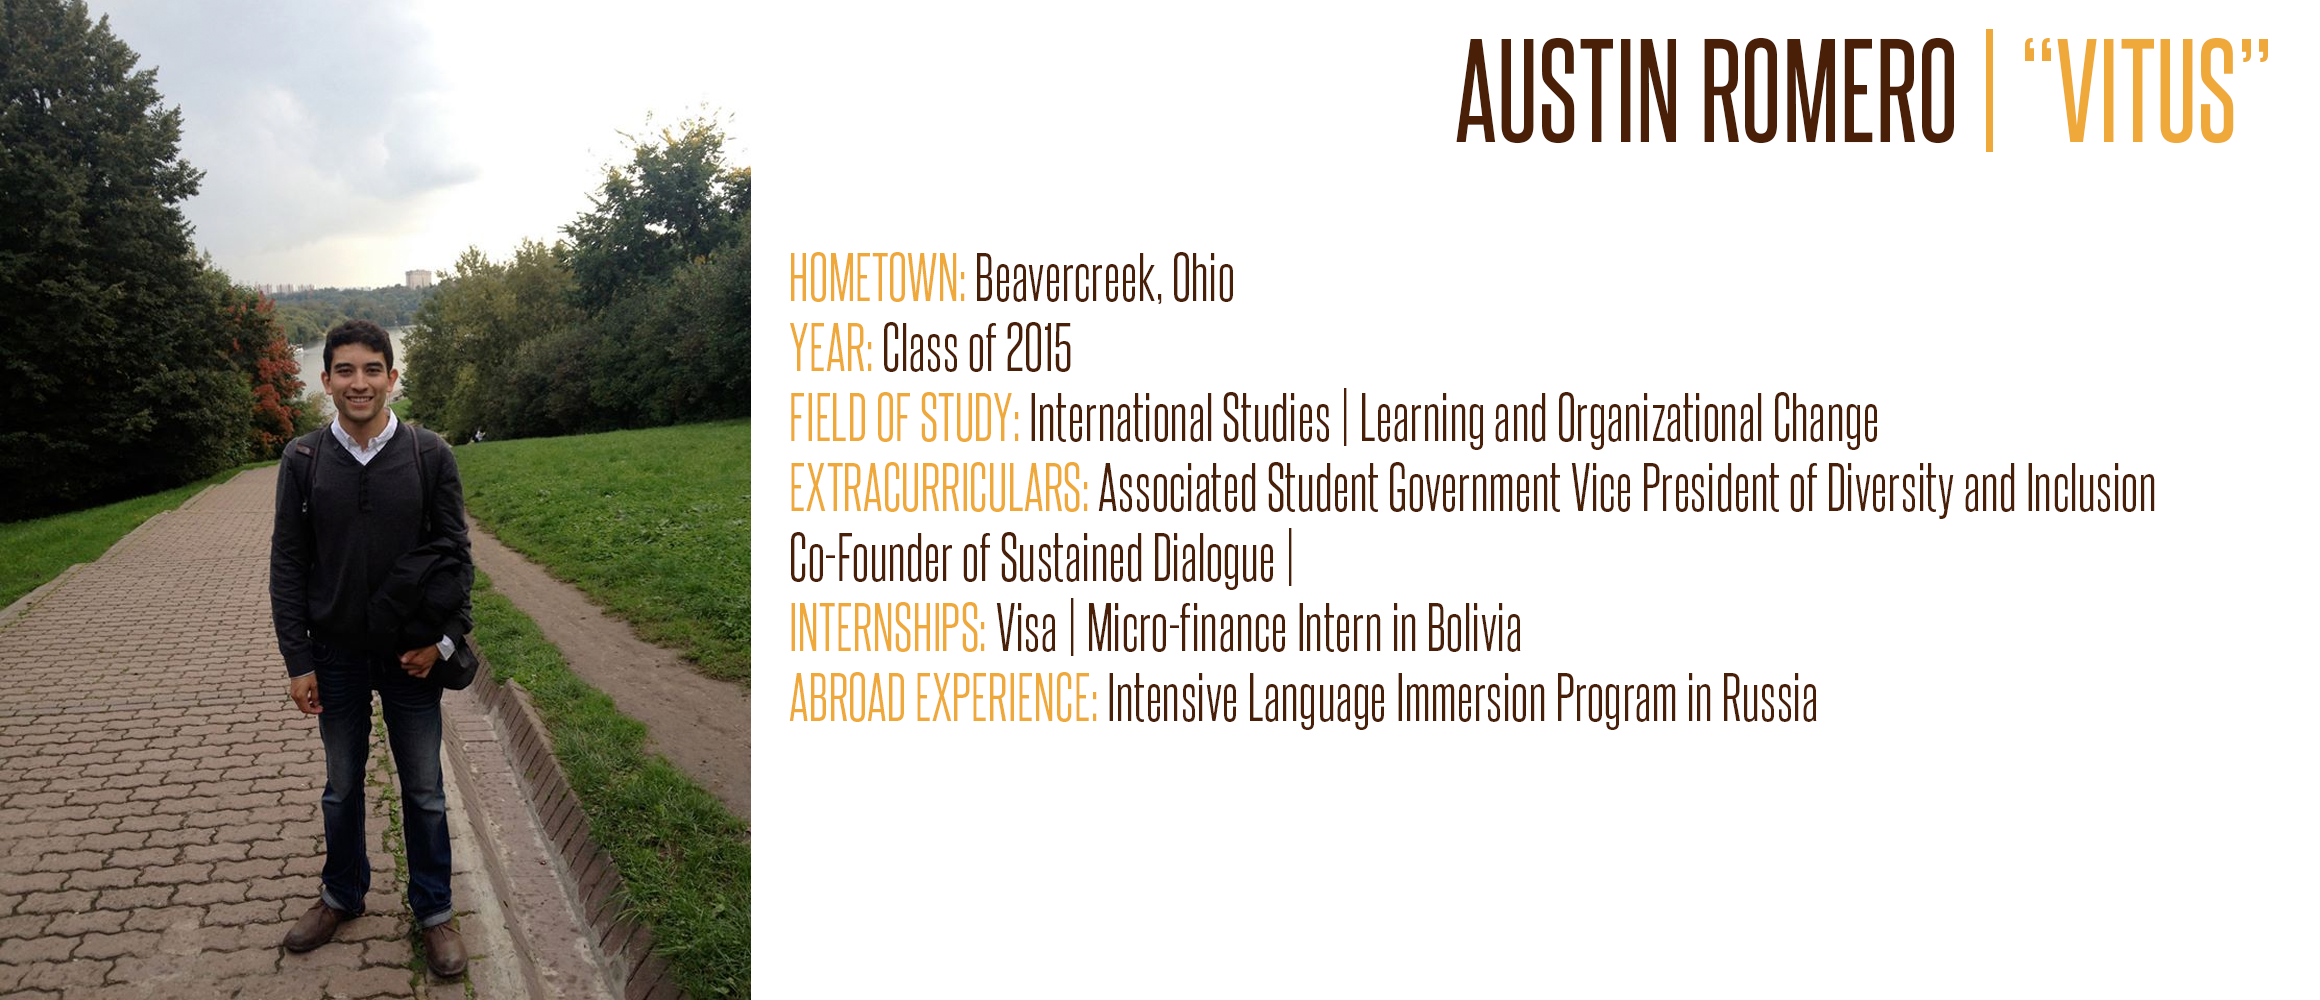 AUSTIN ROMERO | “VITUS”
HOMETOWN: Beavercreek, Ohio
YEAR: Class of 2015
FIELD OF STUDY: International Studies | Learning and Organizational Change
EXTRACURRICULARS: Associated Student Government Vice President of Diversity and Inclusion
Co-Founder of Sustained Dialogue |
INTERNSHIPS: Visa | Micro-finance Intern in Bolivia
ABROAD EXPERIENCE: Intensive Language Immersion Program in Russia